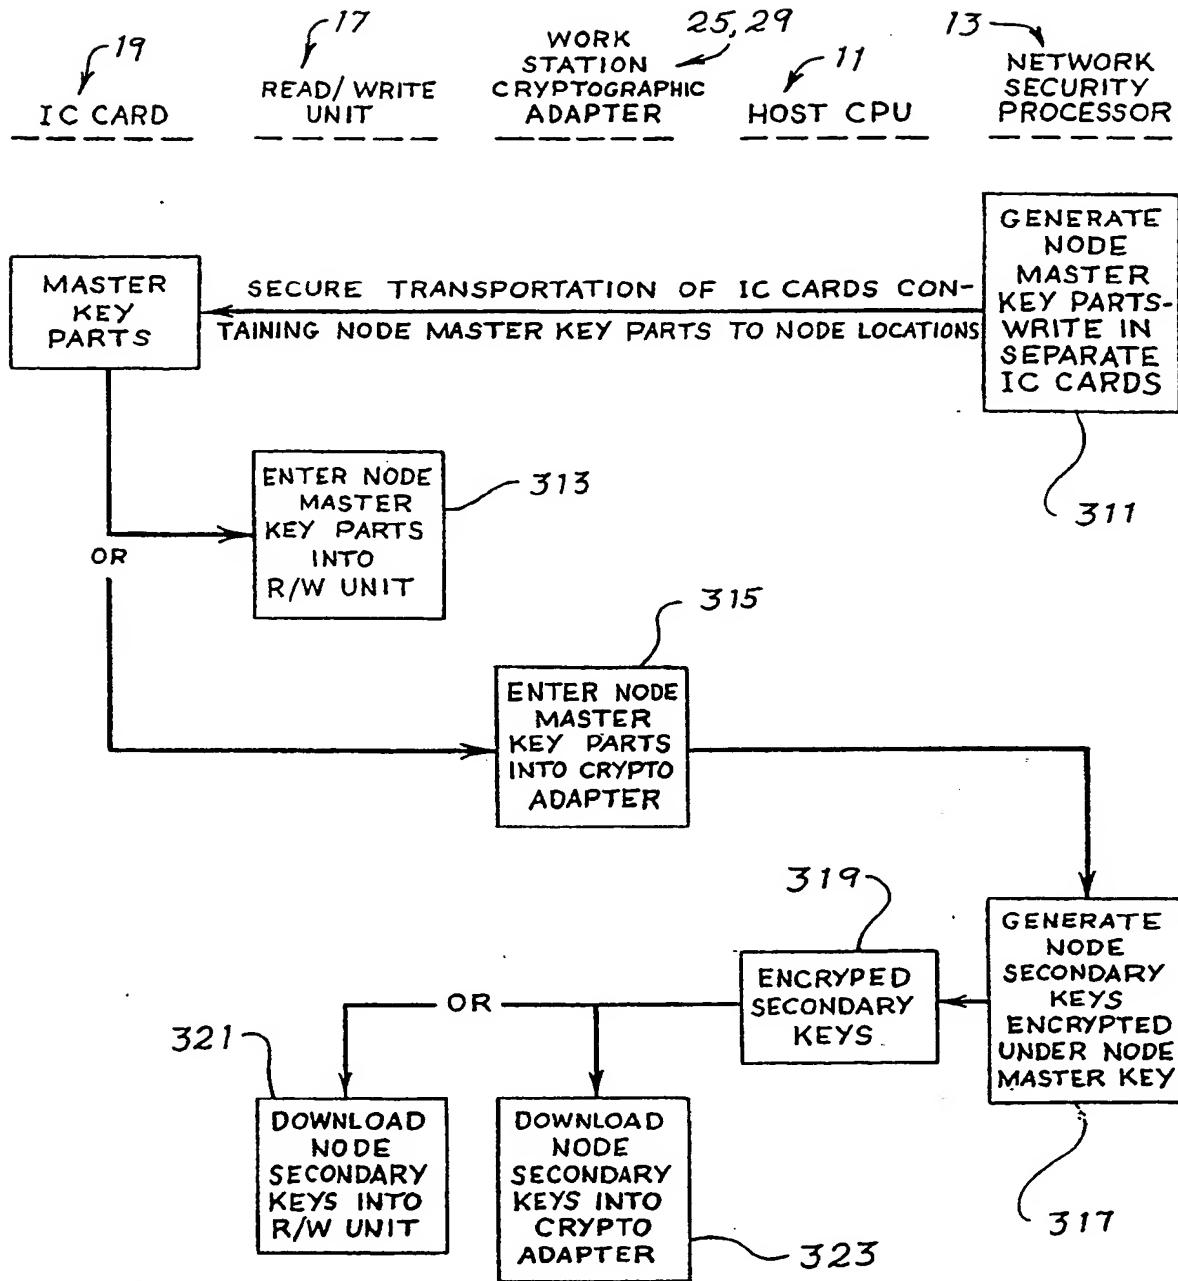 19
IC CARD
17
READ/WRITE
UNIT
25, 29
WORK
STATION
CRYPTOGRAPHIC
ADAPTER
11
HOST CPU
13
NETWORK
SECURITY
PROCESSOR
GENERATE
NODE
MASTER
KEY PARTS-
WRITE IN
SEPARATE
IC CARDS
311
MASTER
KEY
PARTS
SECURE TRANSPORTATION OF IC CARDS CON-
TAINING NODE MASTER KEY PARTS TO NODE LOCATIONS
ENTER NODE
MASTER
KEY PARTS
INTO
R/W UNIT
313
OR
315
ENTER NODE
MASTER
KEY PARTS
INTO CRYPTO
ADAPTER
GENERATE
NODE
SECONDARY
KEYS
ENCRYPTED
UNDER NODE
MASTER KEY
317
319
ENCRYPED
SECONDARY
KEYS
OR
321
DOWNLOAD
NODE
SECONDARY
KEYS INTO
R/W UNIT
DOWNLOAD
NODE
SECONDARY
KEYS INTO
CRYPTO
ADAPTER
323